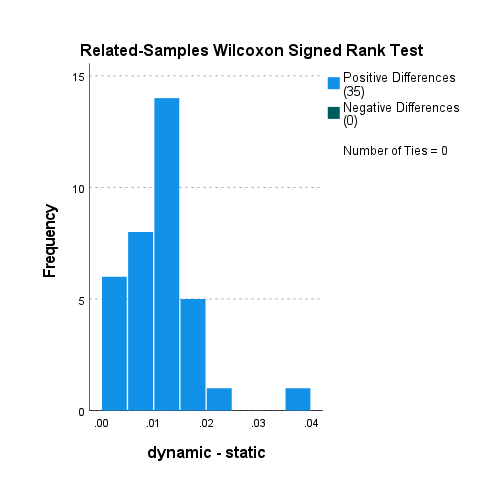 Related-Samples Wilcoxon Signed Rank Test
Positive Differences
(35)
Negative Differences
(0)
Number of Ties = 0
Frequency
15
10
5
0
.00 .01 .02 .03 .04
dynamic - static